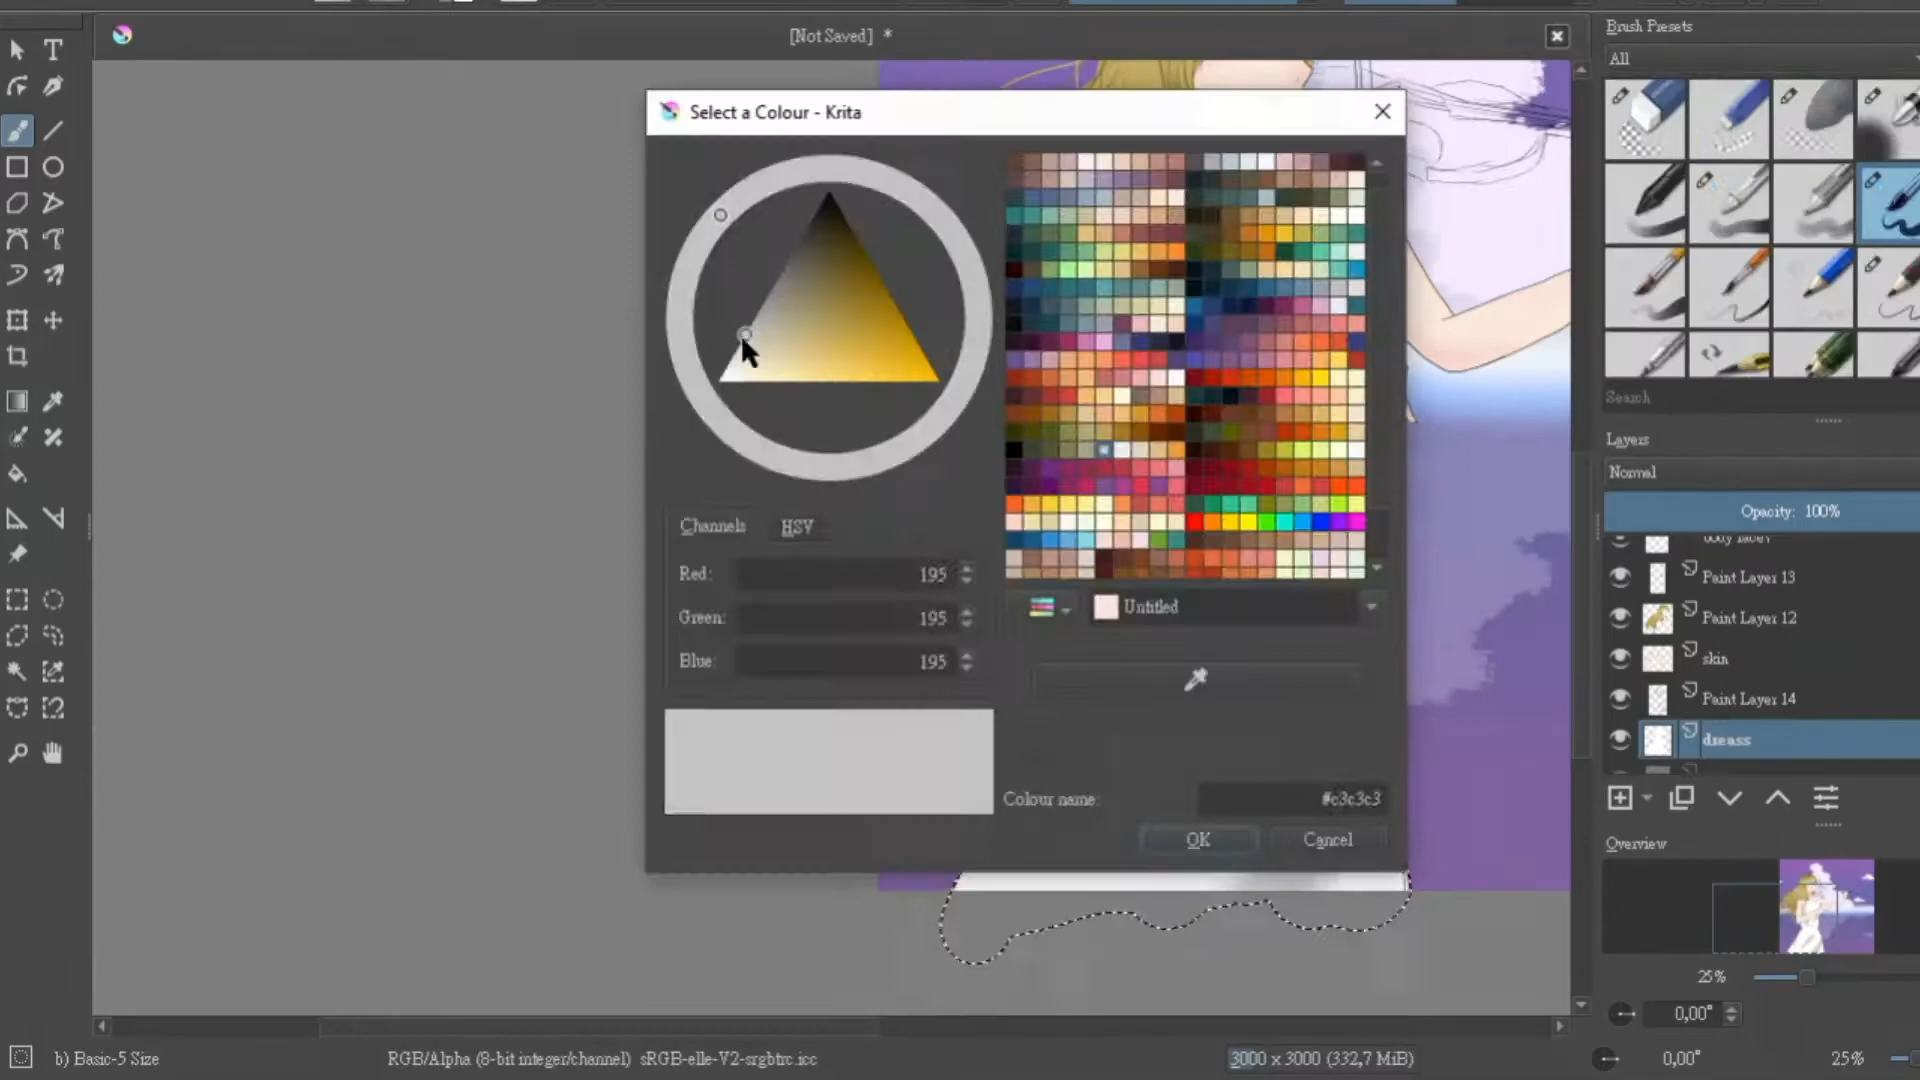 [Not Saved] *
Brush Presets
All
Select a Colour - Krita
Search
Layers
Normal
Opacity: 100%
Channels
HSV
Red:
195
Green:
195
Blue:
195
Untitled
Paint Layer 13
Paint Layer 12
skin
Paint Layer 14
dreass
Colour name:
#c3c3c3
OK
Cancel
Overview
25%
0,00°
b) Basic-5 Size
RGB/Alpha (8-bit integer/channel) sRGB-elle-V2-srgbtrc.icc
3000 x 3000 (332,7 MiB)
0,00°
25%